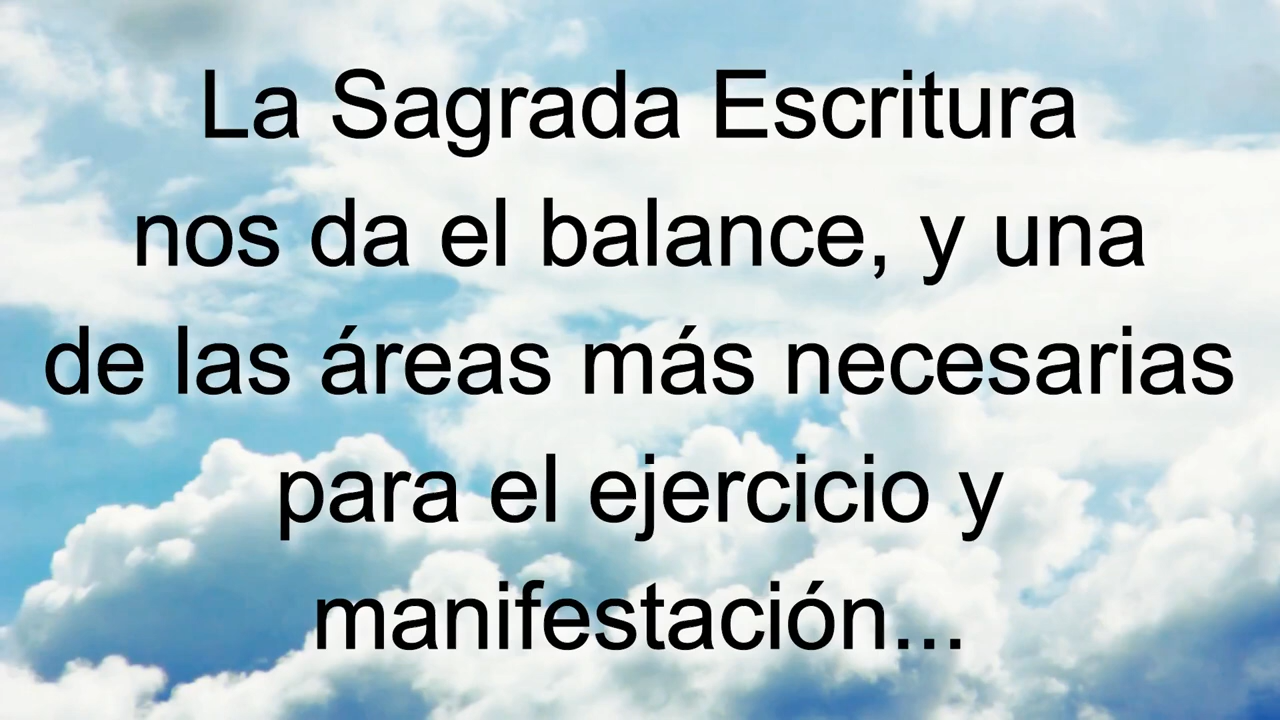 La Sagrada Escritura
nos da el balance, y una
de las áreas más necesarias
para el ejercicio y
manifestación...